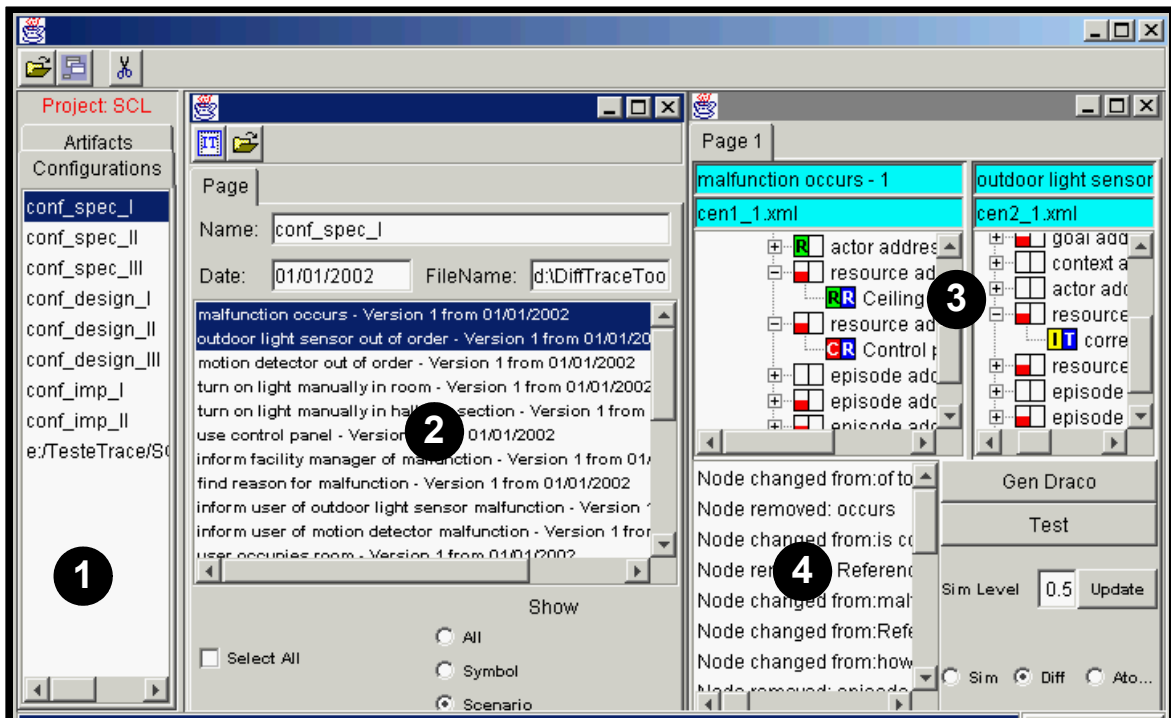 Project: SCL
Artifacts
Configurations
conf_spec_I
conf_spec_II
conf_spec_III
conf_design_I
conf_design_II
conf_design_III
conf_imp_I
conf_imp_II
e:/TesteTrace/S
1
Page
Name: conf_spec_I
Date: 01/01/2002 FileName: d:\DiffTraceToo
malfunction occurs - Version 1 from 01/01/2002
outdoor light sensor out of order - Version 1 from 01/01/20
motion detector out of order - Version 1 from 01/01/2002
turn on light manually in room - Version 1 from 01/01/2002
turn on light manually in hall section - Version 1 from
use control panel - Version 01/01/2002
inform facility manager of malfunction - Version 1 from 01/
find reason for malfunction - Version 1 from 01/01/2002
inform user of outdoor light sensor malfunction - Version
inform user of motion detector malfunction - Version 1 from
user occupies room - Version 1 from 01/01/2002
2
Show
All
Select All
Symbol
Scenario
Page 1
malfunction occurs - 1
cen1_1.xml
R actor addres
resource ad
R R Ceiling
resource ad
C R Control
episode add
episode add
episode add
outdoor light sensor
cen2_1.xml
goal add
context a
actor add
resource
I T corre
resource
episode
episode
3
Node changed from:of to
Node removed: occurs
Node changed from:is
Node Referenc
Node changed from:mal
Node changed from:Refe
Node changed from:how
Node removed: episode
4
Gen Draco
Test
Sim Level 0.5 Update
Sim Diff Ato...